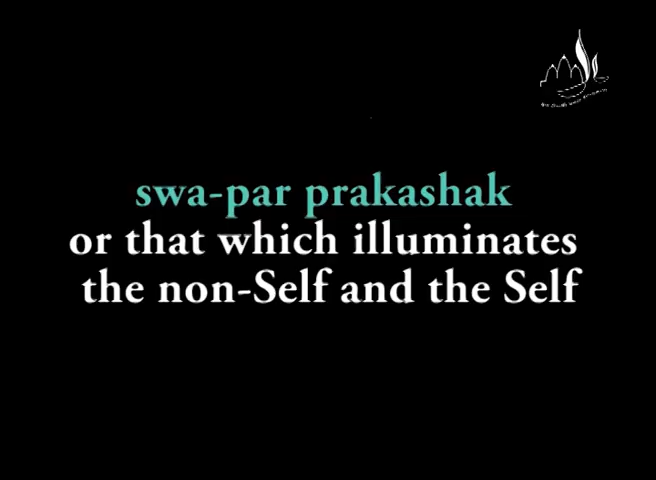 swa-par prakashak
or that which illuminates
the non-Self and the Self